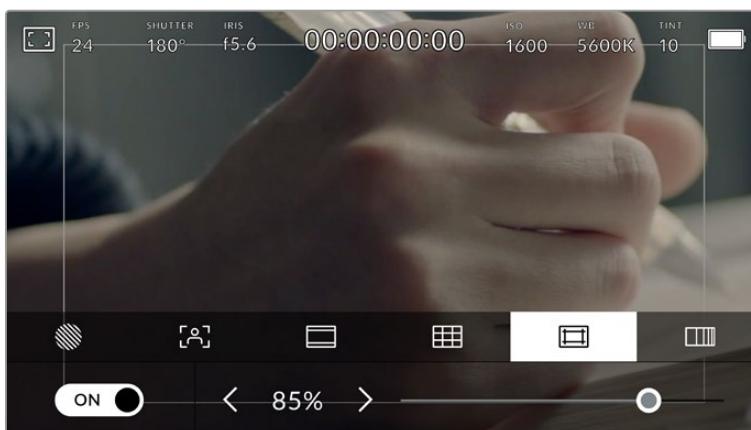 FPS SHUTTER IRIS ISO WB TINT
24 180° f5.6 00:00:00:00 1600 5600K 10
ON 85%